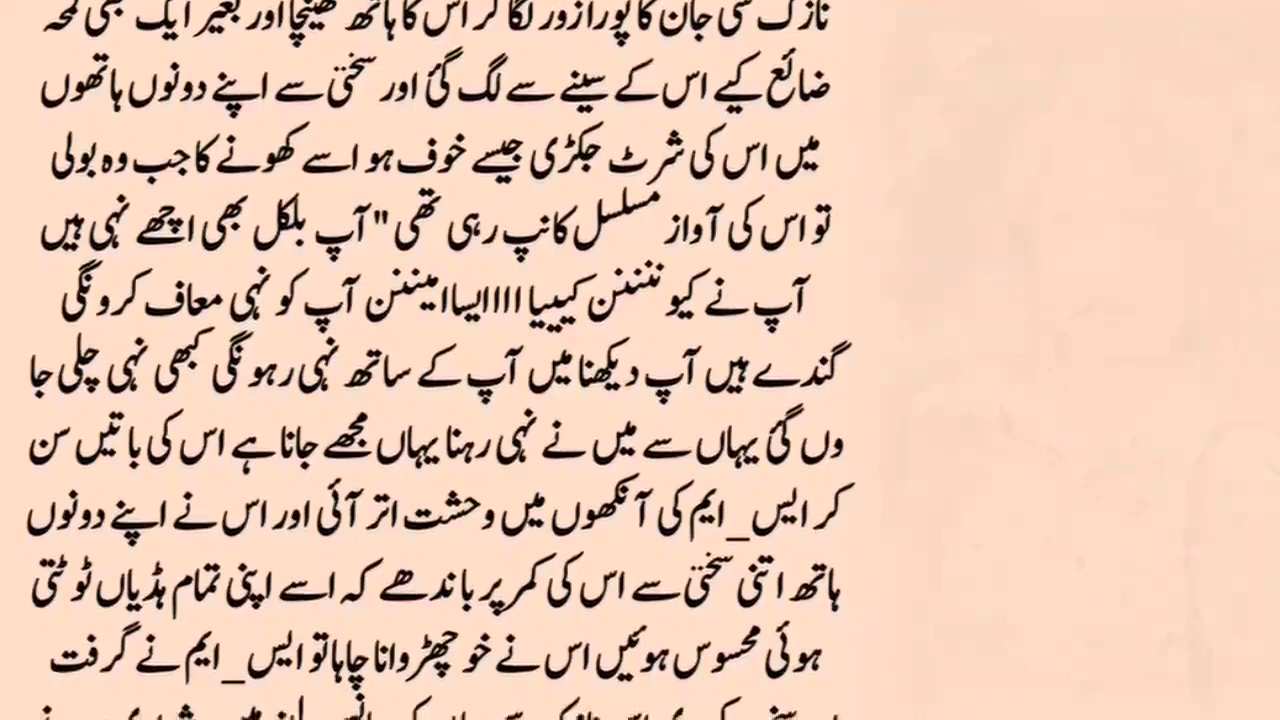 نازک سی جان کا پورا زور لگا کر اس کا ہاتھ کھینچا اور بغیر ایک بھی لمحہ
ضائع کیے اس کے سینے سے لگ گئ اور سختی سے اپنے دونوں ہاتھوں
میں اس کی شرٹ جکڑی جیسے خوف ہو اسے کھونے کا جب وہ بولی
تو اس کی آواز مسلسل کانپ رہی تھی " آپ بلکل بھی اچھے نہی ہیں
آپ نے کیو نننننن کیییا ااااایساامینننن آپ کو نہی معاف کرونگی
گندے ہیں آپ دیکھنا میں آپ کے ساتھ نہی رہونگی کبھی نہی چلی جا
وں گئ یہاں سے میں نے نہی رہنا یہاں مجھے جانا ہے اس کی باتیں سن
کر ایس_ایم کی آنکھوں میں وحشت اتر آئی اور اس نے اپنے دونوں
ہاتھ اتنی سختی سے اس کی کمر پر باندھے کہ اسے اپنی تمام ہڈیاں ٹوٹتی
ہوئی محسوس ہوئیں اس نے خو چھڑوانا چاہا تو ایس_ایم نے گرفت